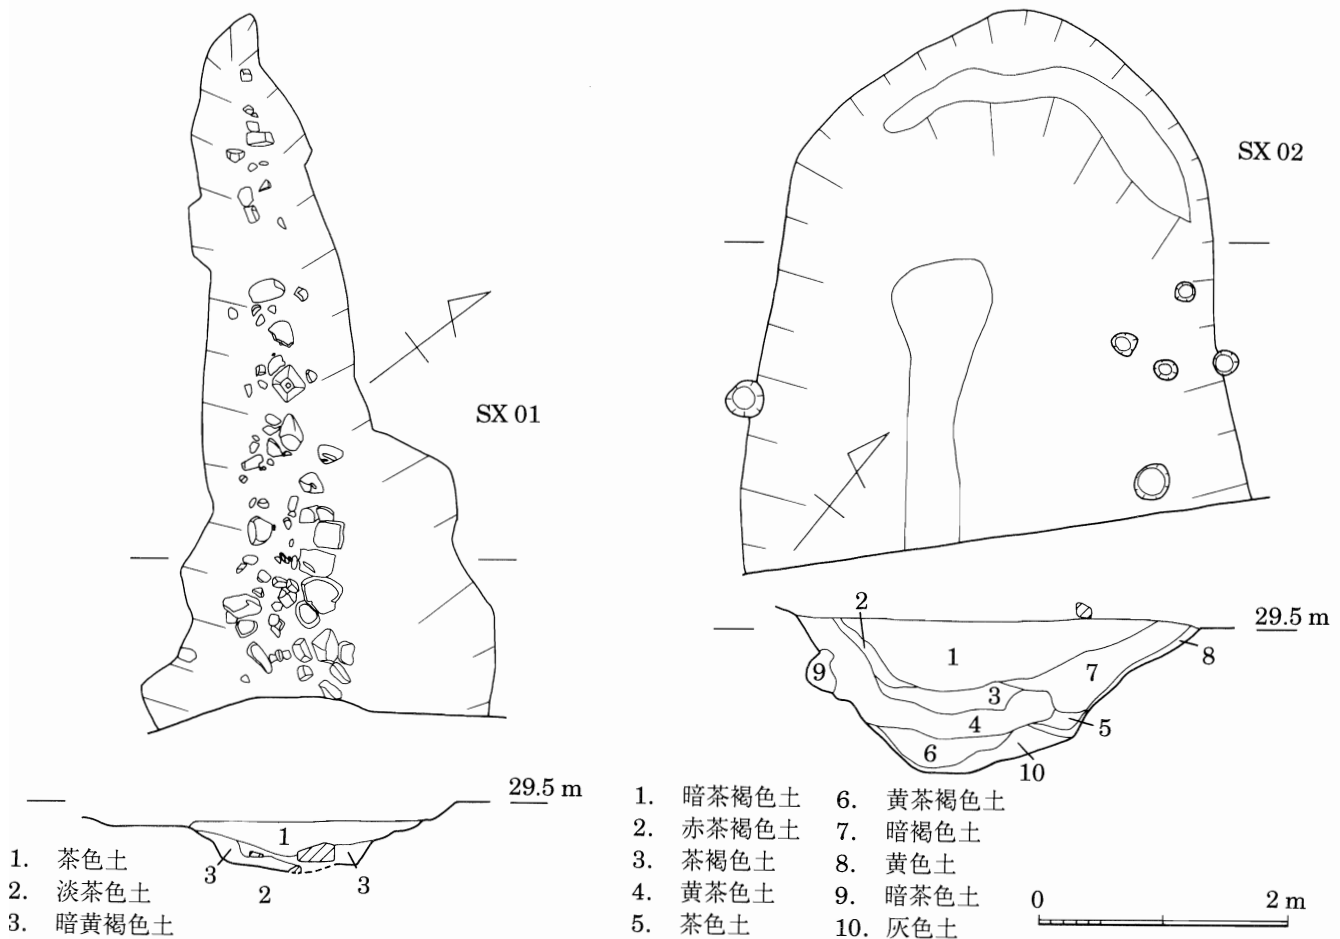 SX 01
29.5 m
1
3
2
3
1. 茶色土
2. 淡茶色土
3. 暗黄褐色土
SX 02
29.5 m
2
1
9
3
7
8
4
5
6
10
1. 暗茶褐色土
2. 赤茶褐色土
3. 茶褐色土
4. 黄茶色土
5. 茶色土
6. 黄茶褐色土
7. 暗褐色土
8. 黄色土
9. 暗茶色土
10. 灰色土
0 2 m